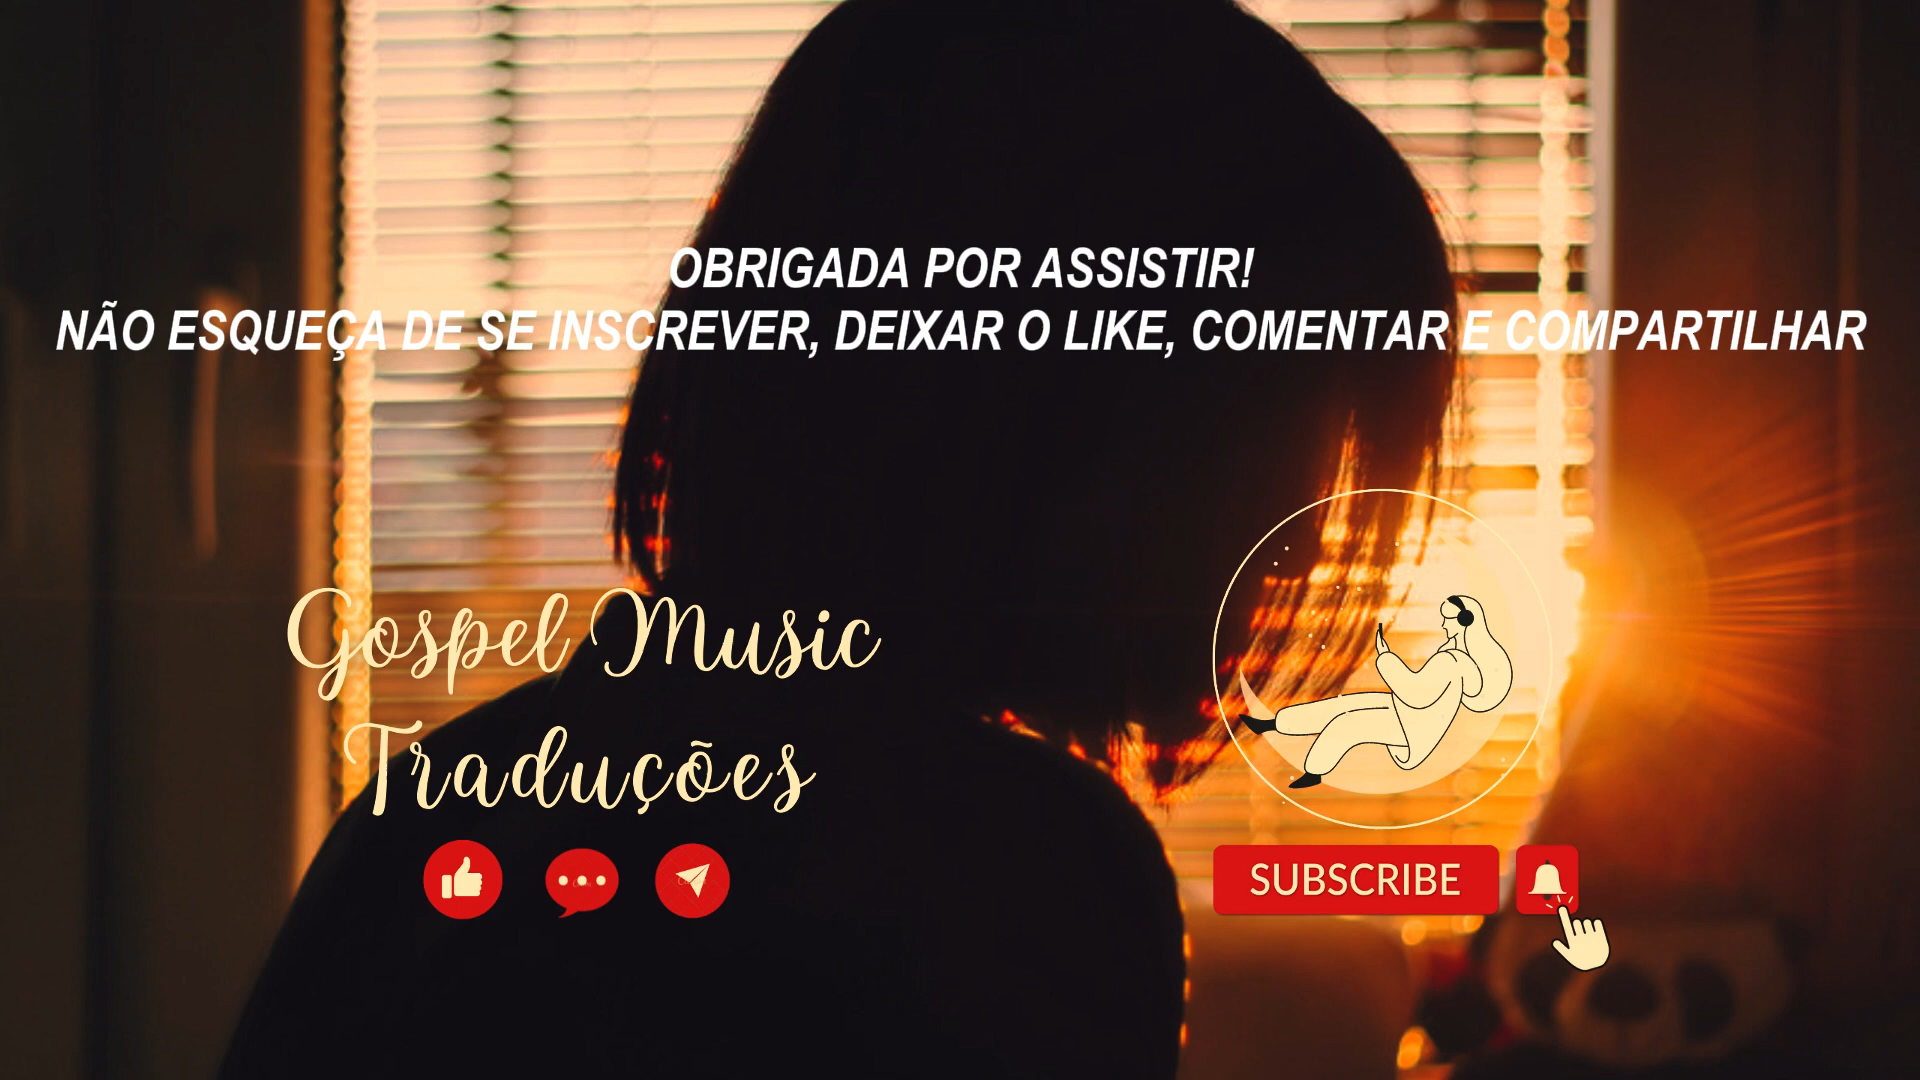 OBRIGADA POR ASSISTIR!
NÃO ESQUEÇA DE SE INSCREVER, DEIXAR O LIKE, COMENTAR E COMPARTILHAR
Gospel Music
Traduções
SUBSCRIBE